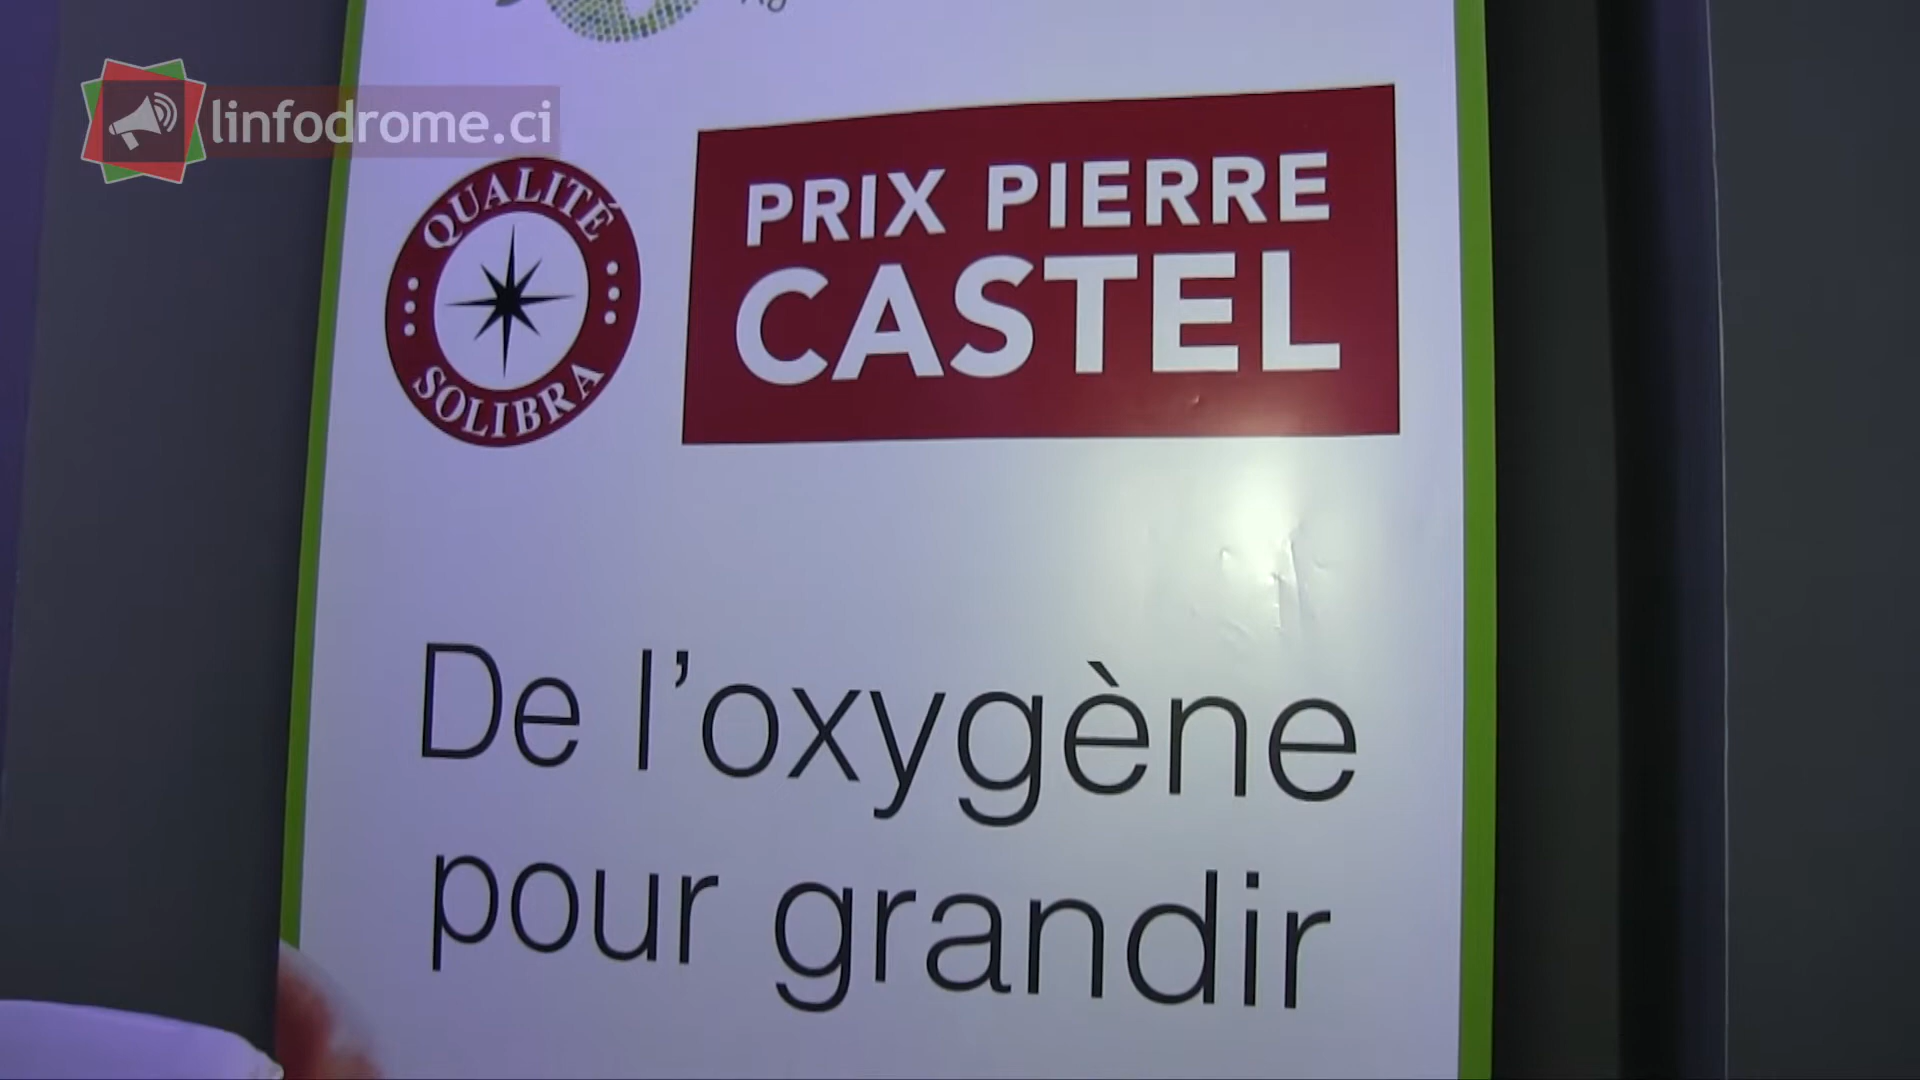 linfodrome.ci
QUALITÉ
SOLIBRA
PRIX PIERRE
CASTEL
De l’oxygène
pour grandir